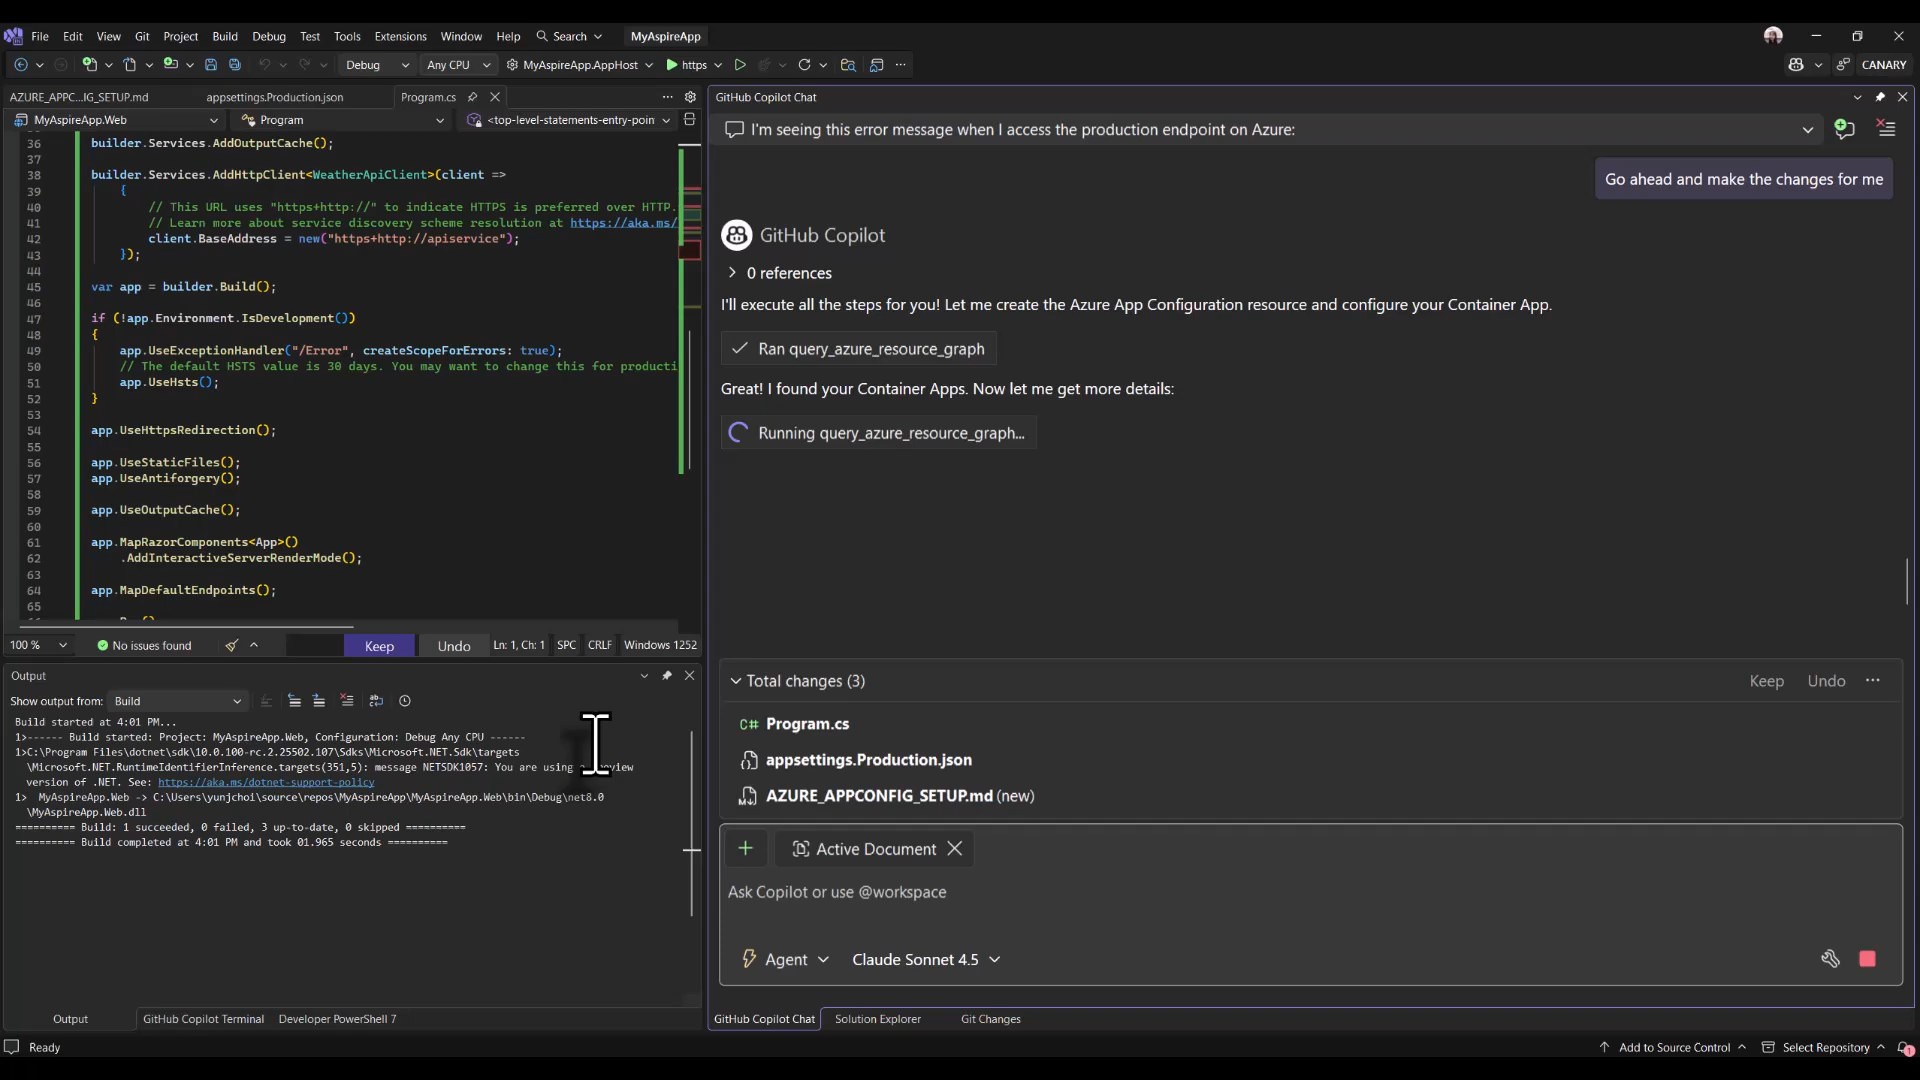 File Edit View Git Project Build Debug Test Tools Extensions Window Help Search MyAspireApp
Debug Any CPU MyAspireApp.AppHost https CANARY
AZURE_APPC...IG_SETUP.md appsettings.Production.json Program.cs
MyAspireApp.Web Program <top-level-statements-entry-poin
36 builder.Services.AddOutputCache();
37
38 builder.Services.AddHttpClient<WeatherApiClient>(client =>
39 {
40 // This URL uses "https+http://" to indicate HTTPS is preferred over HTTP.
41 // Learn more about service discovery scheme resolution at https://aka.ms/
42 client.BaseAddress = new("https+http://apiservice");
43 });
44
45 var app = builder.Build();
46
47 if (!app.Environment.IsDevelopment())
48 {
49 app.UseExceptionHandler("/Error", createScopeForErrors: true);
50 // The default HSTS value is 30 days. You may want to change this for producti
51 app.UseHsts();
52 }
53
54 app.UseHttpsRedirection();
55
56 app.UseStaticFiles();
57 app.UseAntiforgery();
58
59 app.UseOutputCache();
60
61 app.MapRazorComponents<App>()
62 .AddInteractiveServerRenderMode();
63
64 app.MapDefaultEndpoints();
65
100 % No issues found Keep Undo Ln: 1, Ch: 1 SPC CRLF Windows 1252
Output
Show output from: Build
Build started at 4:01 PM...
1>------ Build started: Project: MyAspireApp.Web, Configuration: Debug Any CPU ------
1>C:\Program Files\dotnet\sdk\10.0.100-rc.2.25502.107\Sdks\Microsoft.NET.Sdk\targets
\Microsoft.NET.RuntimeIdentifierInference.targets(351,5): message NETSDK1057: You are using
version of .NET. See: https://aka.ms/dotnet-support-policy
1> MyAspireApp.Web -> C:\Users\yunjchoi\source\repos\MyAspireApp\MyAspireApp.Web\bin\Debug\net8.0
\MyAspireApp.Web.dll
========== Build: 1 succeeded, 0 failed, 3 up-to-date, 0 skipped ==========
========== Build completed at 4:01 PM and took 01.965 seconds ==========
Output GitHub Copilot Terminal Developer PowerShell 7
GitHub Copilot Chat
I'm seeing this error message when I access the production endpoint on Azure:
Go ahead and make the changes for me
GitHub Copilot
0 references
I'll execute all the steps for you! Let me create the Azure App Configuration resource and configure your Container App.
Ran query_azure_resource_graph
Great! I found your Container Apps. Now let me get more details:
Running query_azure_resource_graph...
Total changes (3) Keep Undo ...
C# Program.cs
appsettings.Production.json
AZURE_APPCONFIG_SETUP.md (new)
Active Document
Ask Copilot or use @workspace
Agent Claude Sonnet 4.5
GitHub Copilot Chat Solution Explorer Git Changes
Ready Add to Source Control Select Repository 1